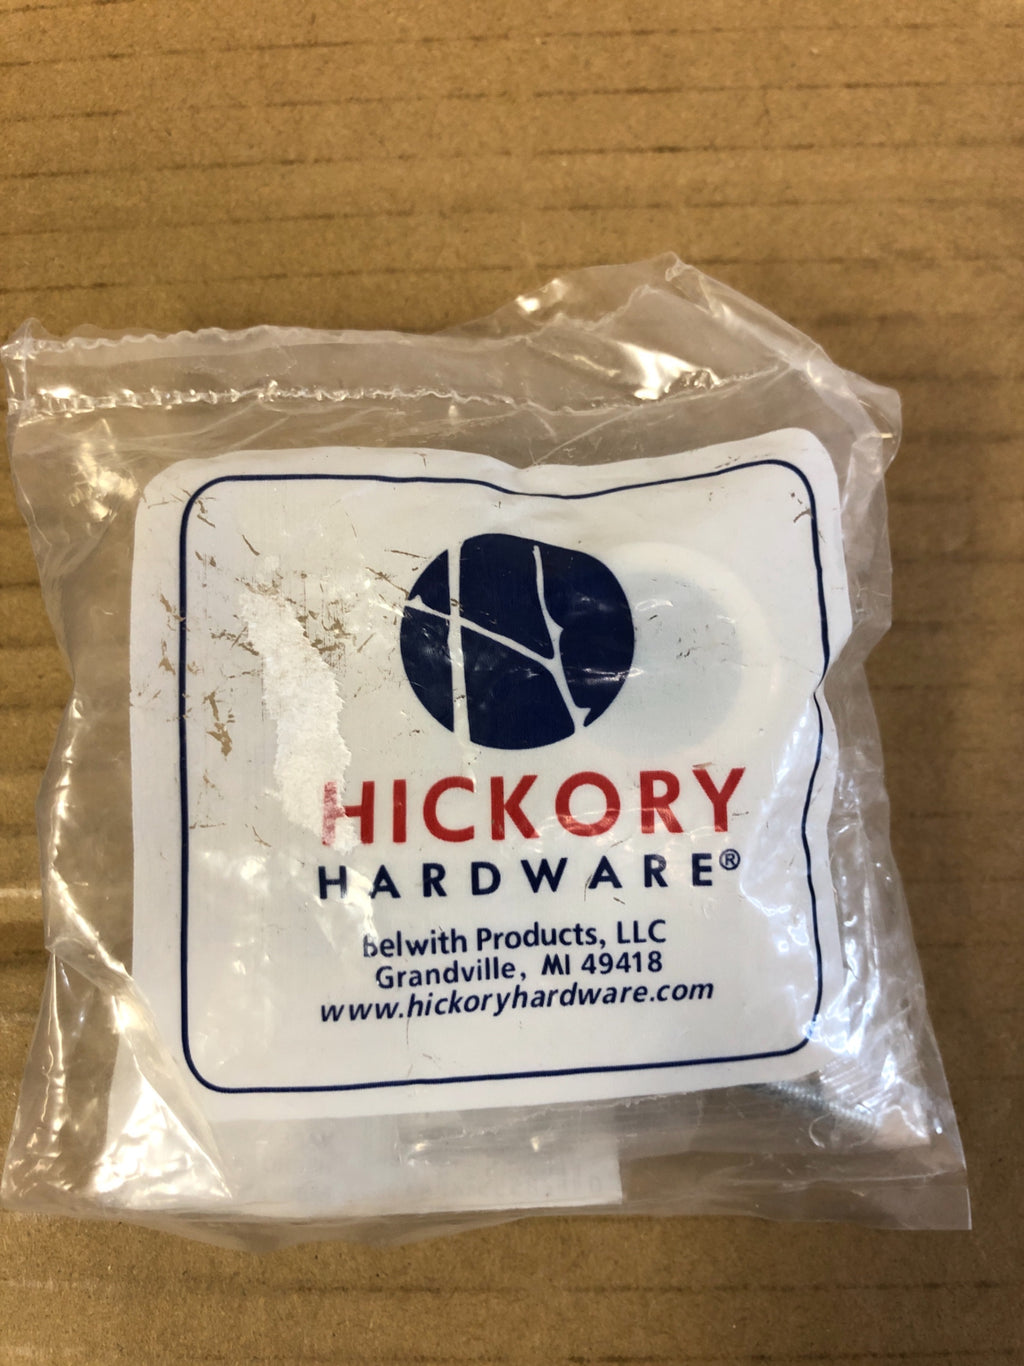 HICKORY
HARDWARE®
Belwith Products, LLC
Grandville, MI 49418
www.hickoryhardware.com